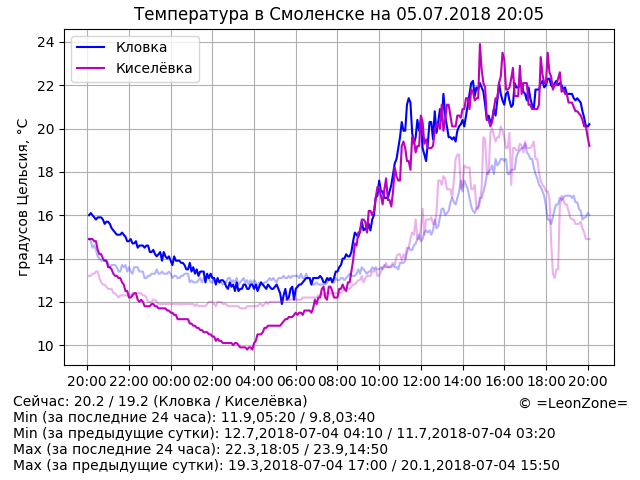 Температура в Смоленске на 05.07.2018 20:05
Кловка
Киселёвка
градусов Цельсия, °C
24
22
20
18
16
14
12
10
20:00 22:00 00:00 02:00 04:00 06:00 08:00 10:00 12:00 14:00 16:00 18:00 20:00
Сейчас: 20.2 / 19.2 (Кловка / Киселёвка)
© =LeonZone=
Min (за последние 24 часа): 11.9,05:20 / 9.8,03:40
Min (за предыдущие сутки): 12.7,2018-07-04 04:10 / 11.7,2018-07-04 03:20
Max (за последние 24 часа): 22.3,18:05 / 23.9,14:50
Max (за предыдущие сутки): 19.3,2018-07-04 17:00 / 20.1,2018-07-04 15:50